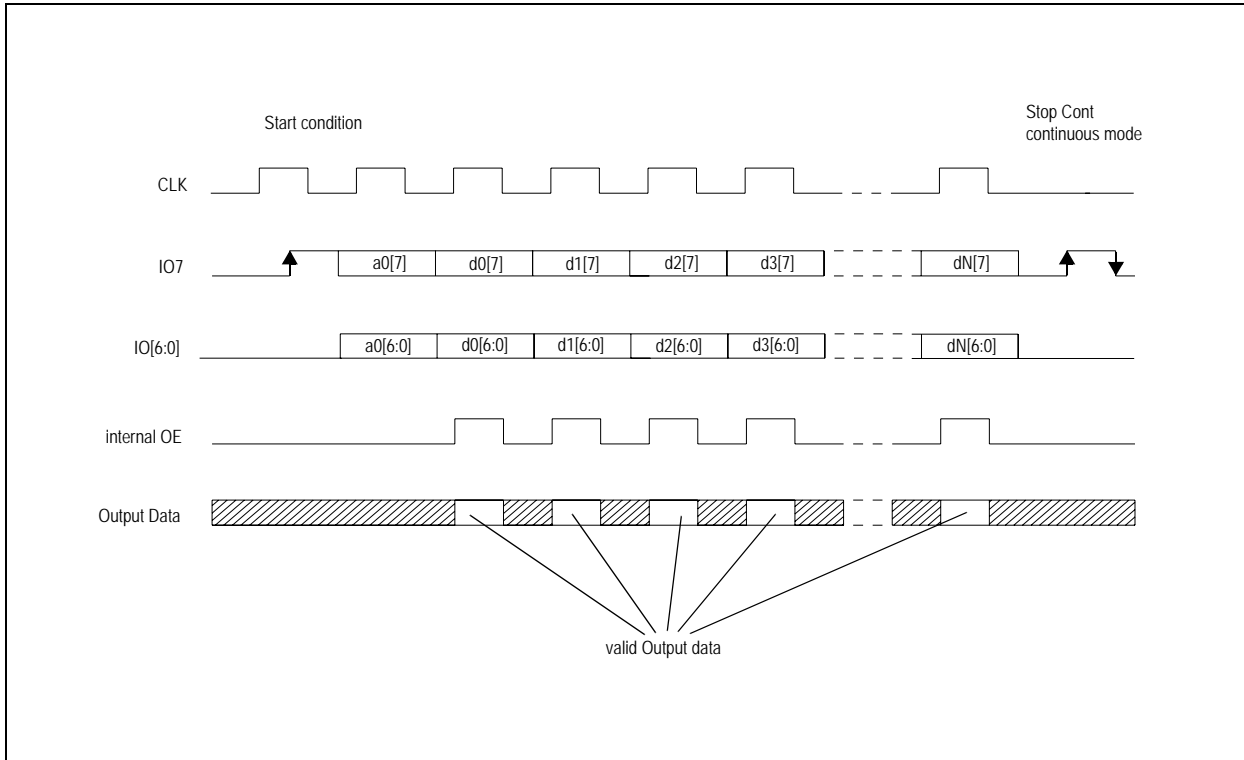 Start condition
Stop Cont
continuous mode
CLK
IO7
a0[7]
d0[7]
d1[7]
d2[7]
d3[7]
dN[7]
IO[6:0]
a0[6:0]
d0[6:0]
d1[6:0]
d2[6:0]
d3[6:0]
dN[6:0]
internal OE
Output Data
valid Output data